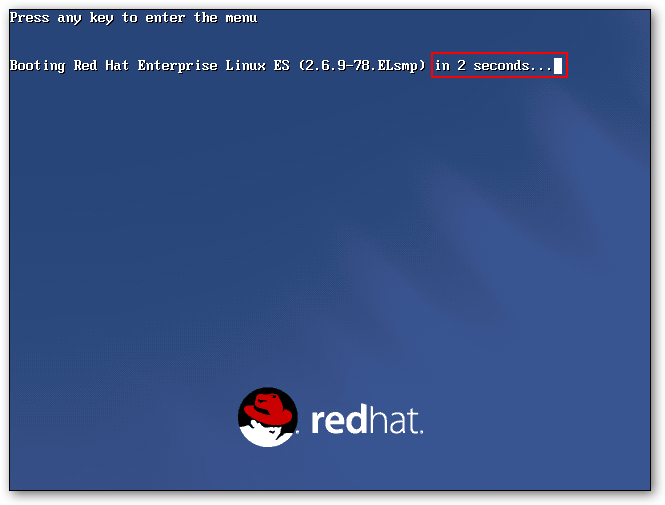 Press any key to enter the menu
Booting Red Hat Enterprise Linux ES (2.6.9-78.ELsmp) in 2 seconds...
redhat.